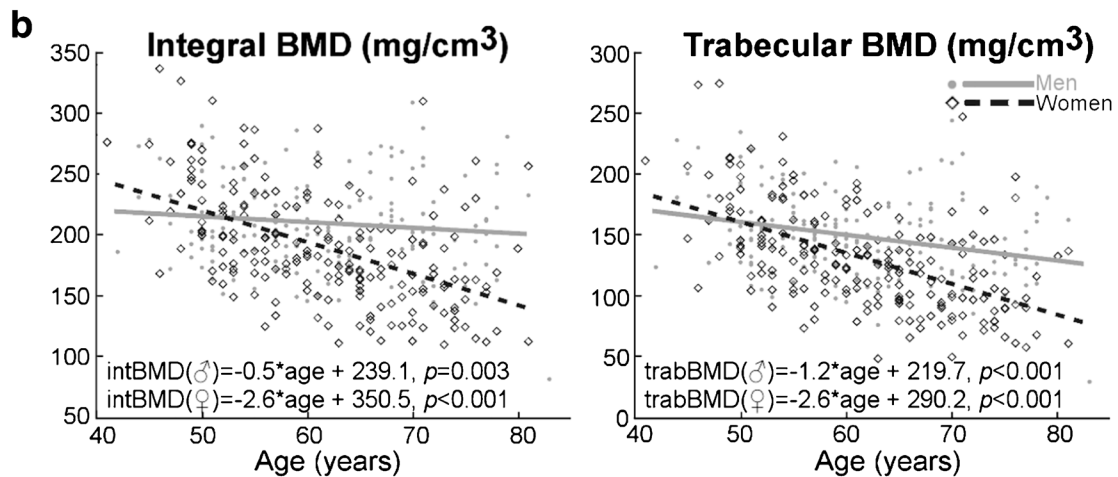 b
Integral BMD (mg/cm³)
350
300
250
200
150
100
50
intBMD(♂)=-0.5*age + 239.1, p=0.003
intBMD(♀)=-2.6*age + 350.5, p<0.001
40 50 60 70 80
Age (years)
Trabecular BMD (mg/cm³)
Men
Women
300
250
200
150
100
50
0
trabBMD(♂)=-1.2*age + 219.7, p<0.001
trabBMD(♀)=-2.6*age + 290.2, p<0.001
40 50 60 70 80
Age (years)